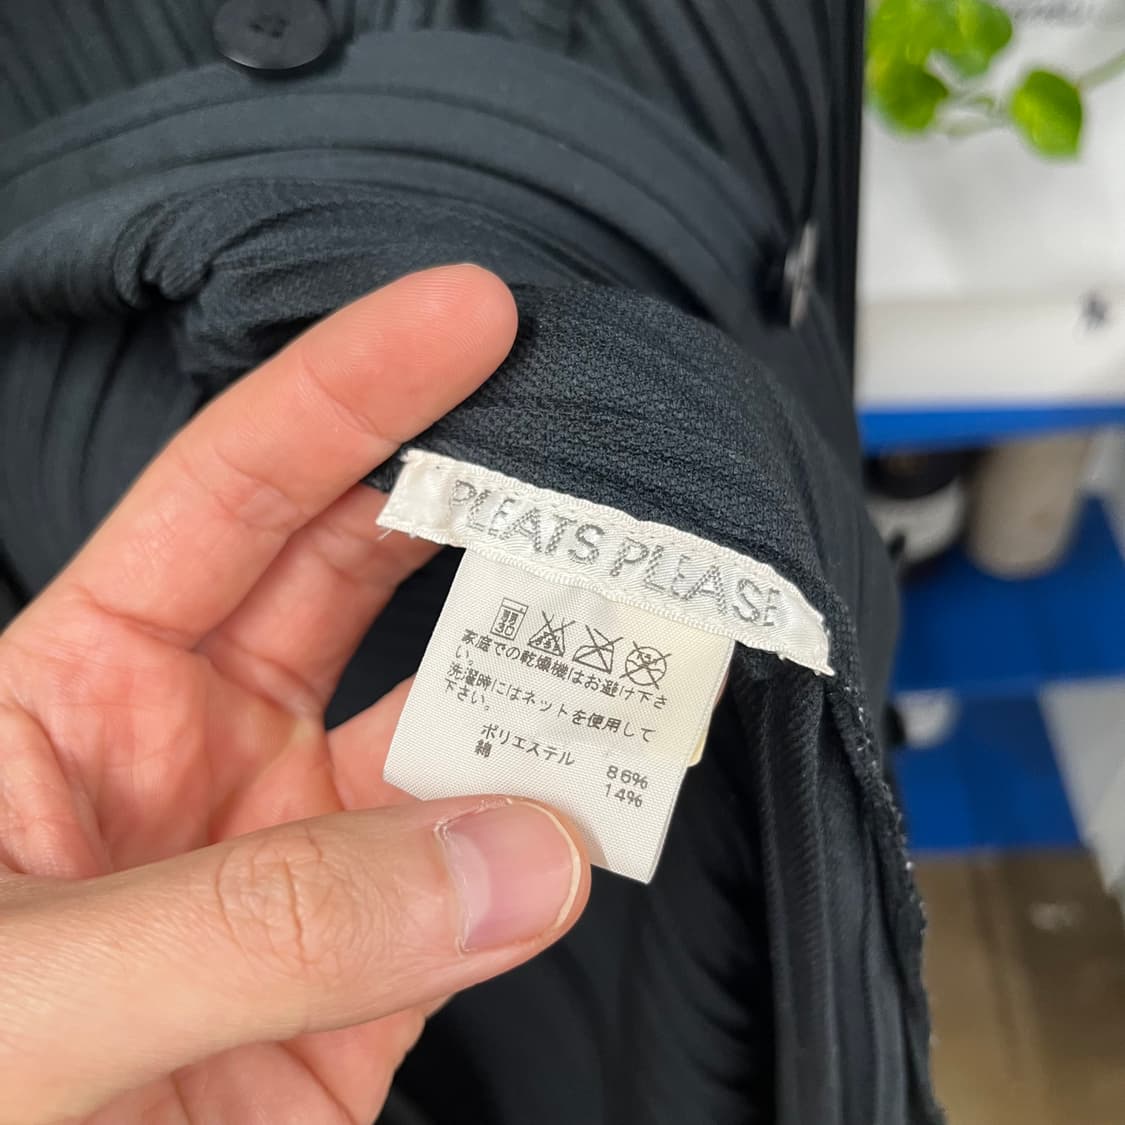 PLEATS PLEASE
弱
30
家庭での乾燥機はお避け下さ
い。
洗濯時にはネットを使用して
下さい。
ポリエステル 86%
綿 14%